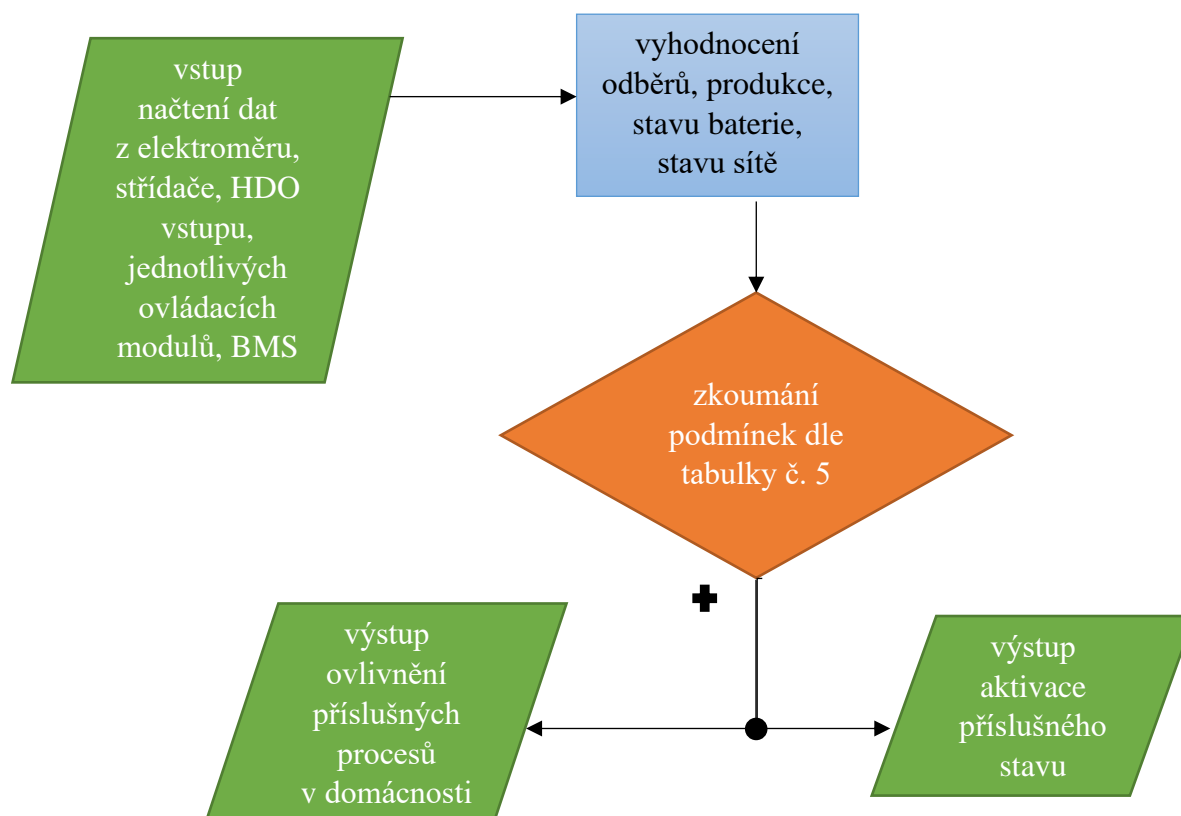 vstup
načtení dat
z elektroměru,
střídače, HDO
vstupu,
jednotlivých
ovládacích
modulů, BMS
vyhodnocení
odběrů, produkce,
stavu baterie,
stavu sítě
zkoumání
podmínek dle
tabulky č. 5
výstup
ovlivnění
příslušných
procesů
v domácnosti
výstup
aktivace
příslušného
stavu